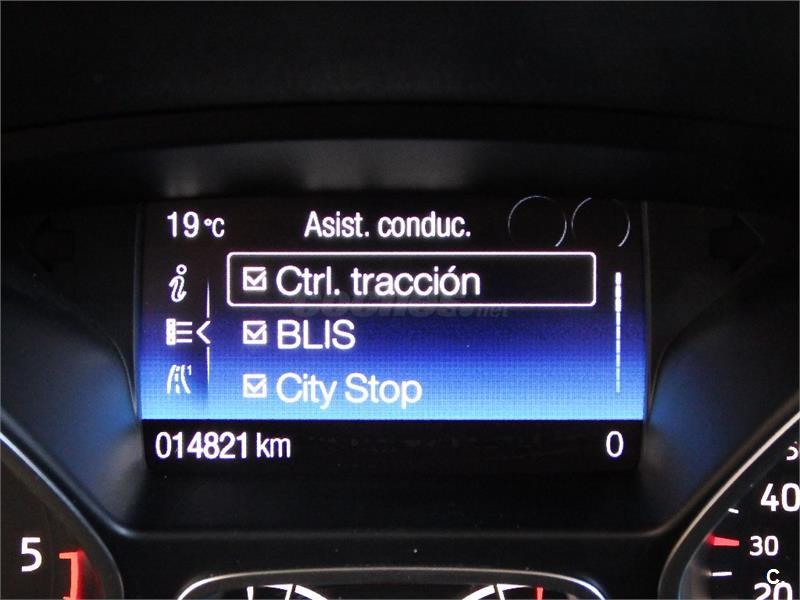 19°C Asist. conduc.
Ctrl. tracción
BLIS
City Stop
014821 km 0
5
40
30
20